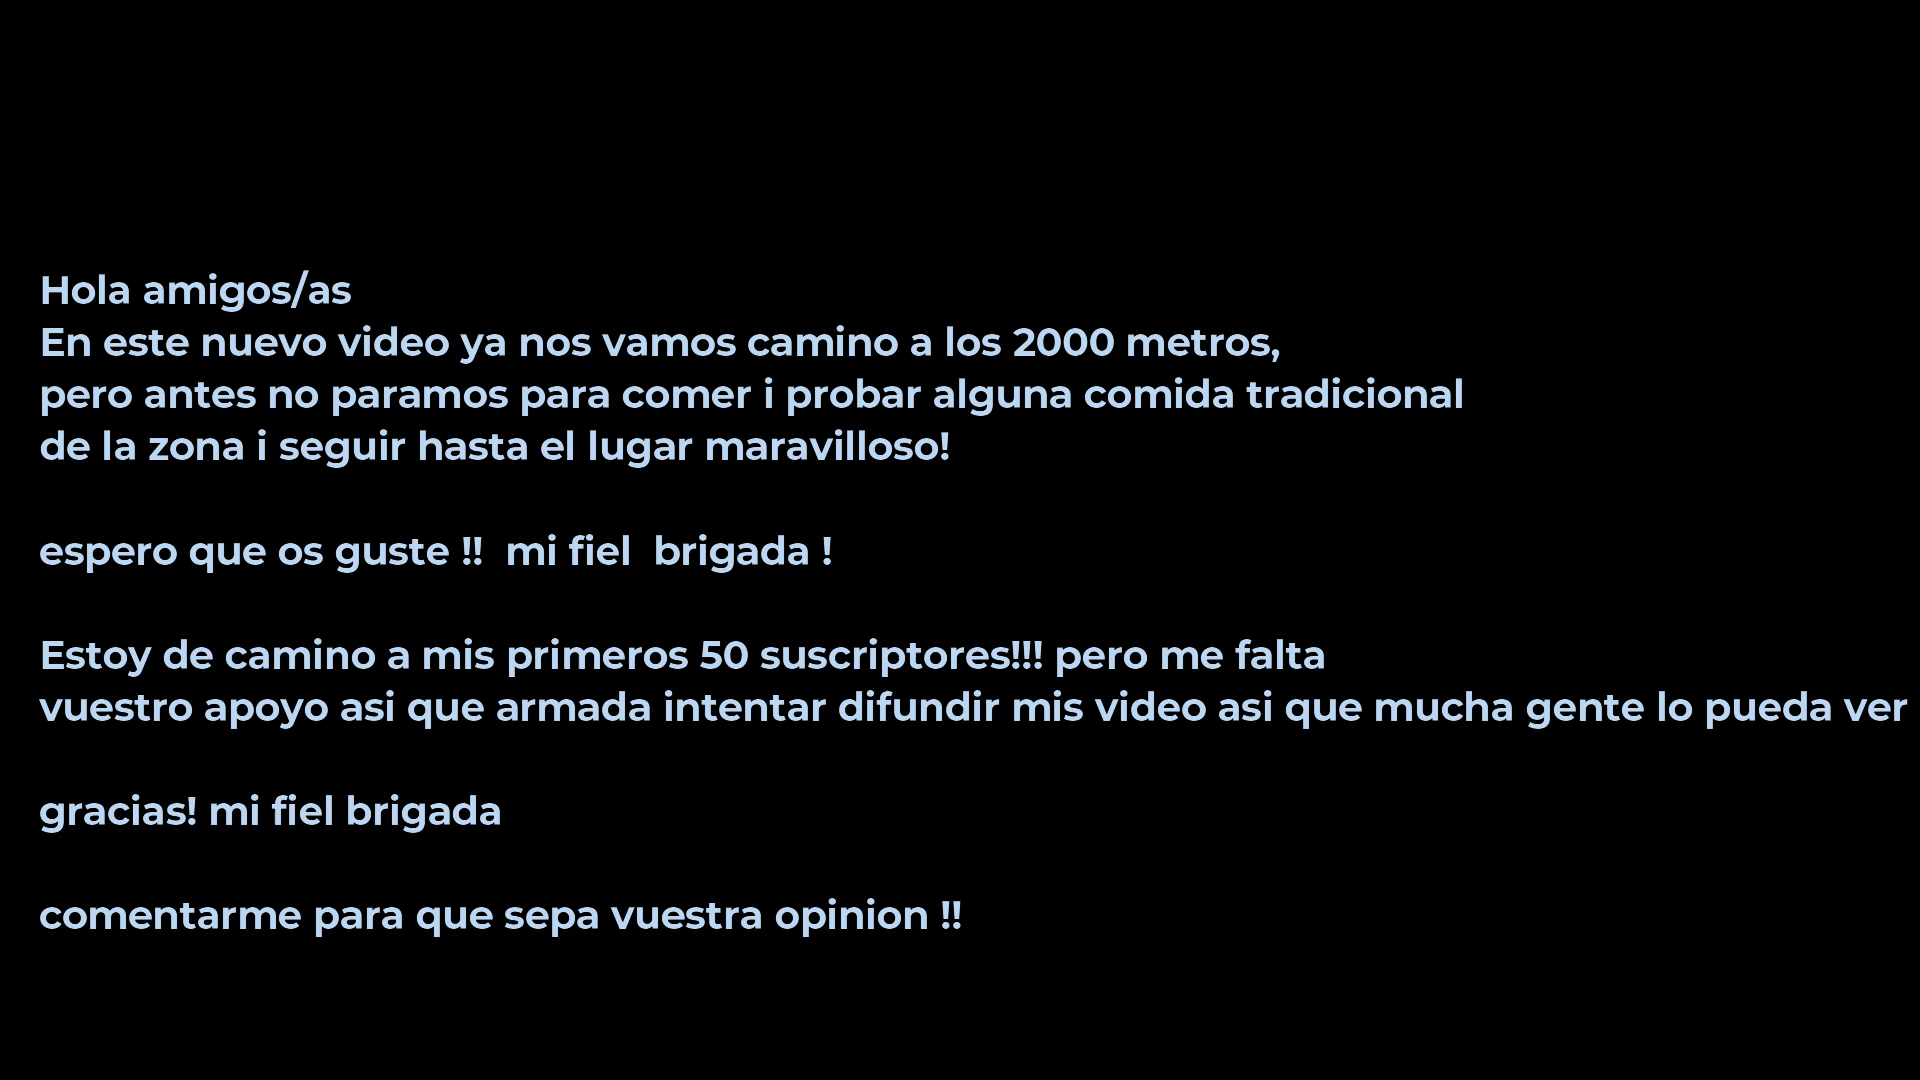 Hola amigos/as
En este nuevo video ya nos vamos camino a los 2000 metros,
pero antes no paramos para comer i probar alguna comida tradicional
de la zona i seguir hasta el lugar maravilloso!
espero que os guste !!  mi fiel  brigada !
Estoy de camino a mis primeros 50 suscriptores!!! pero me falta
vuestro apoyo asi que armada intentar difundir mis video asi que mucha gente lo pueda ver
gracias! mi fiel brigada
comentarme para que sepa vuestra opinion !!